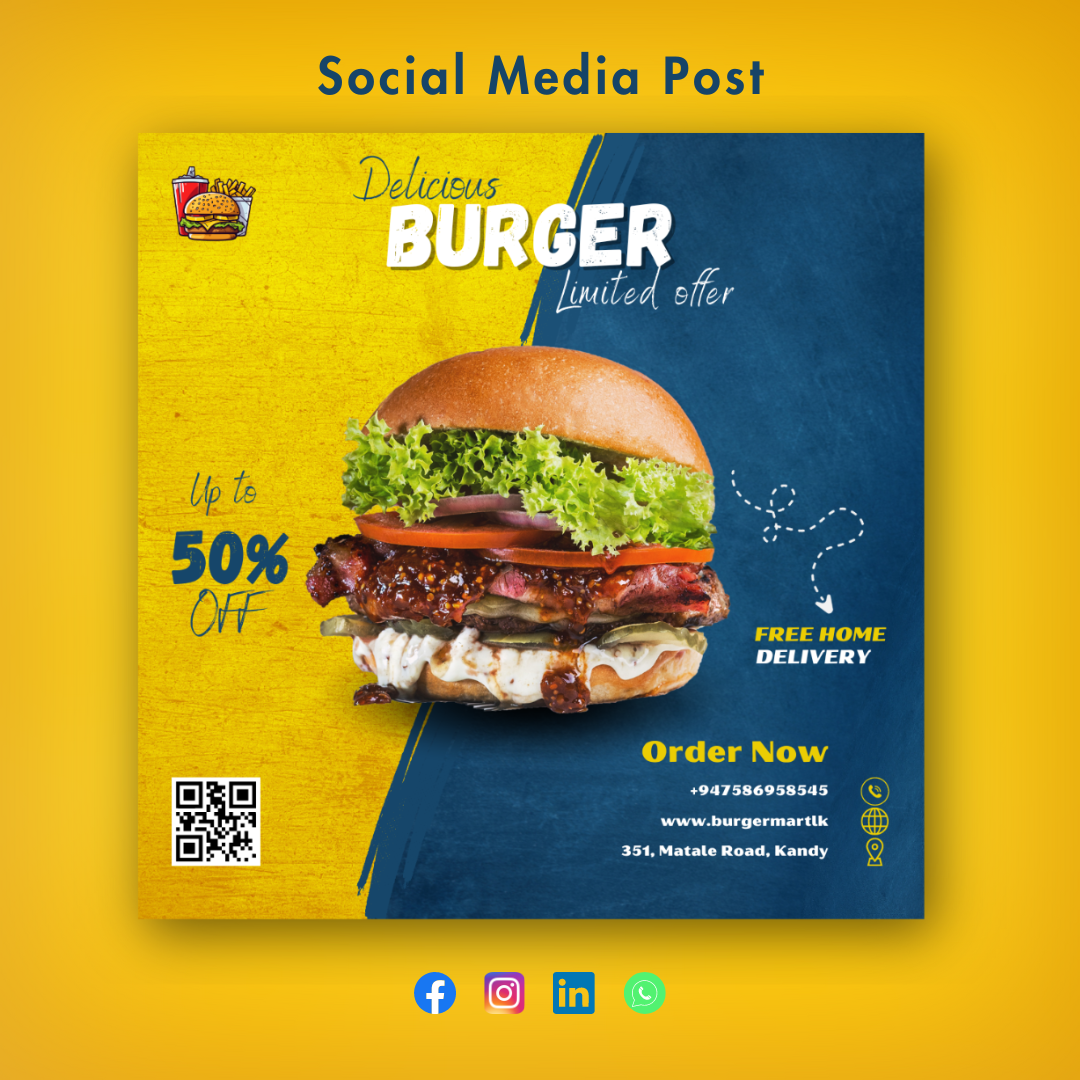 Social Media Post
Delicious
BURGER
Limited offer
Up to
50%
OFF
FREE HOME
DELIVERY
Order Now
+947586958545
www.burgermartlk
351, Matale Road, Kandy
in